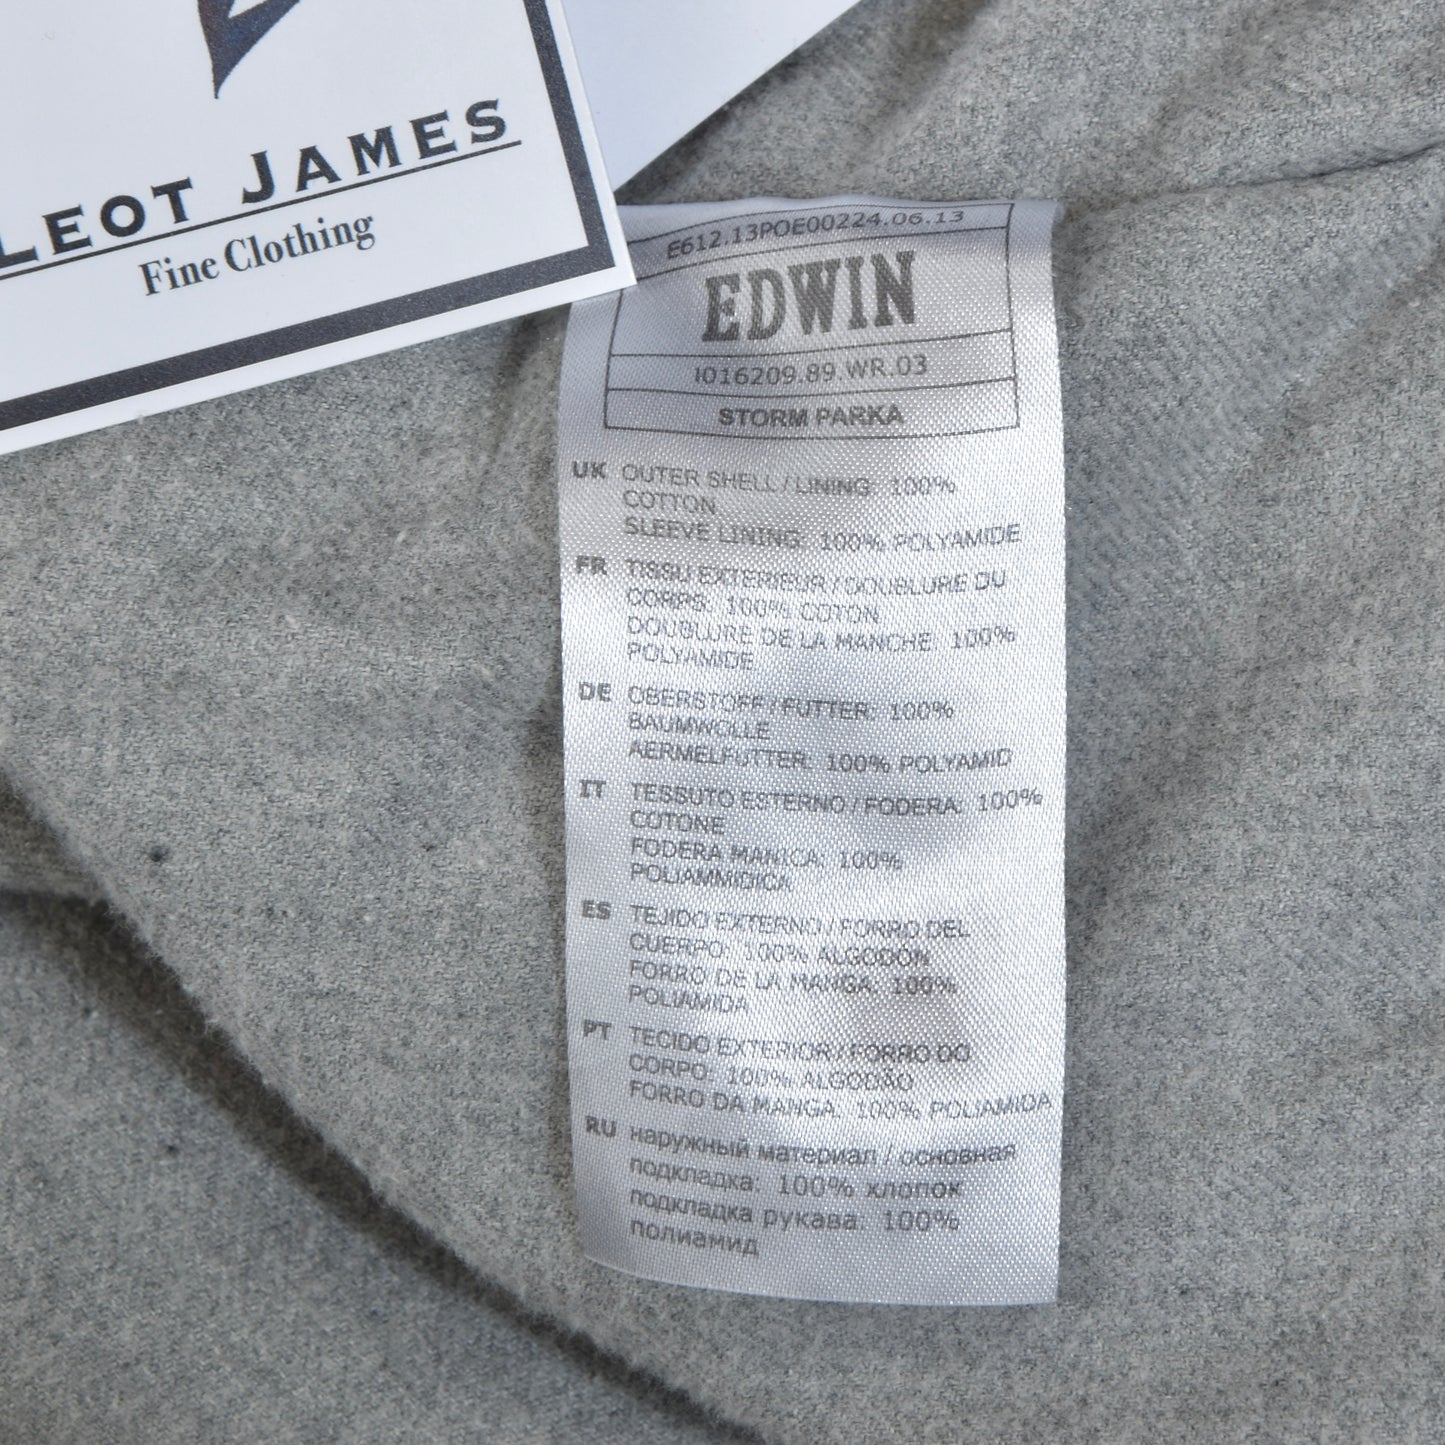 LEOT JAMES
Fine Clothing
E612.13POE00224.06.13
EDWIN
I016209.89.WR.03
STORM PARKA
UK OUTER SHELL / LINING: 100%
COTTON
SLEEVE LINING: 100% POLYAMIDE
FR TISSU EXTERIEUR / DOUBLURE DU
CORPS: 100% COTON
DOUBLURE DE LA MANCHE: 100%
POLYAMIDE
DE OBERSTOFF / FUTTER: 100%
BAUMWOLLE
AERMELFUTTER: 100% POLYAMID
IT TESSUTO ESTERNO / FODERA: 100%
COTONE
FODERA MANICA: 100%
POLIAMMIDICA
ES TEJIDO EXTERNO / FORRO DEL
CUERPO: 100% ALGODON
FORRO DE LA MANGA: 100%
POLIAMIDA
PT TECIDO EXTERIOR / FORRO DO
CORPO: 100% ALGODÃO
FORRO DA MANGA: 100% POLIAMIDA
RU наружный материал / основная
подкладка: 100% хлопок
подкладка рукава: 100%
полиамид